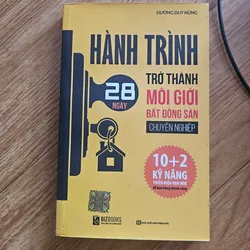 DƯƠNG DUY HÙNG
HÀNH TRÌNH
28
NGÀY
TRỞ THÀNH
MÔI GIỚI
BẤT ĐỘNG SẢN
CHUYÊN NGHIỆP
10+2
KỸ NĂNG
BIZBOOKS